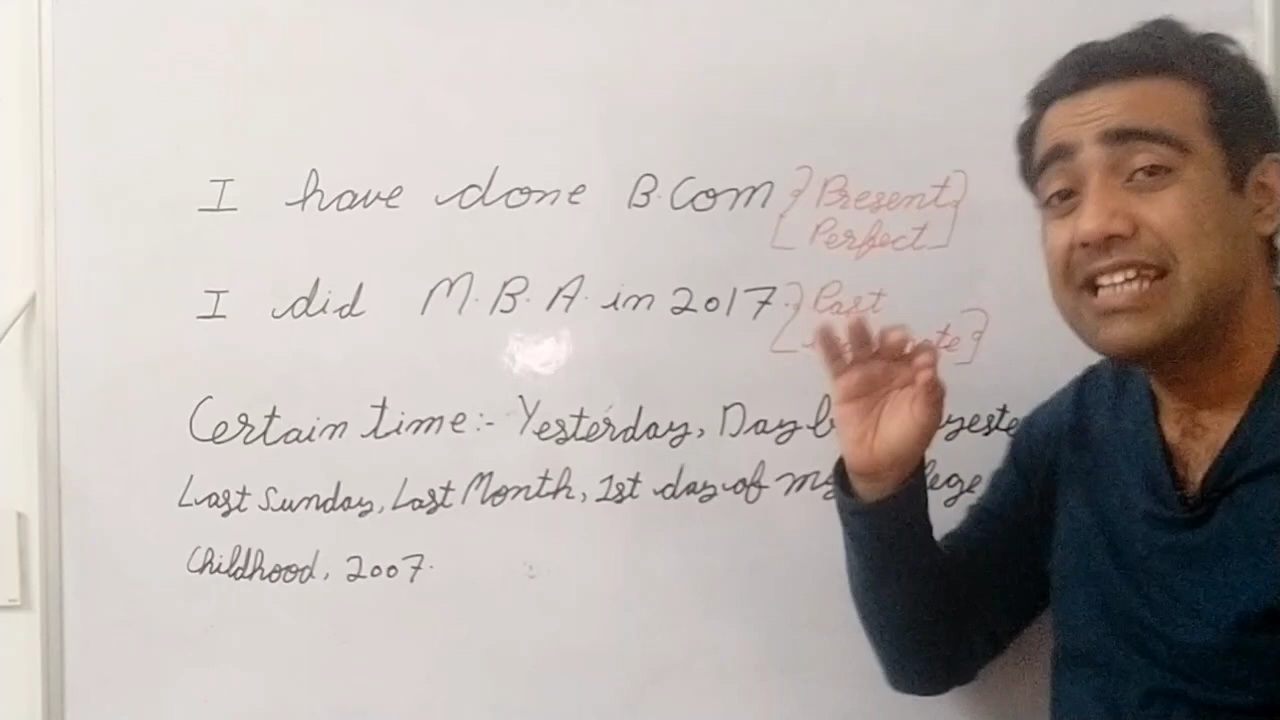 I have done B.Com } Present }
[ Perfect ]
I did M.B.A. in 2017. } Past
Certain time:- Yesterday, Day
Last Sunday, Last Month, 1st day of
Childhood, 2007.